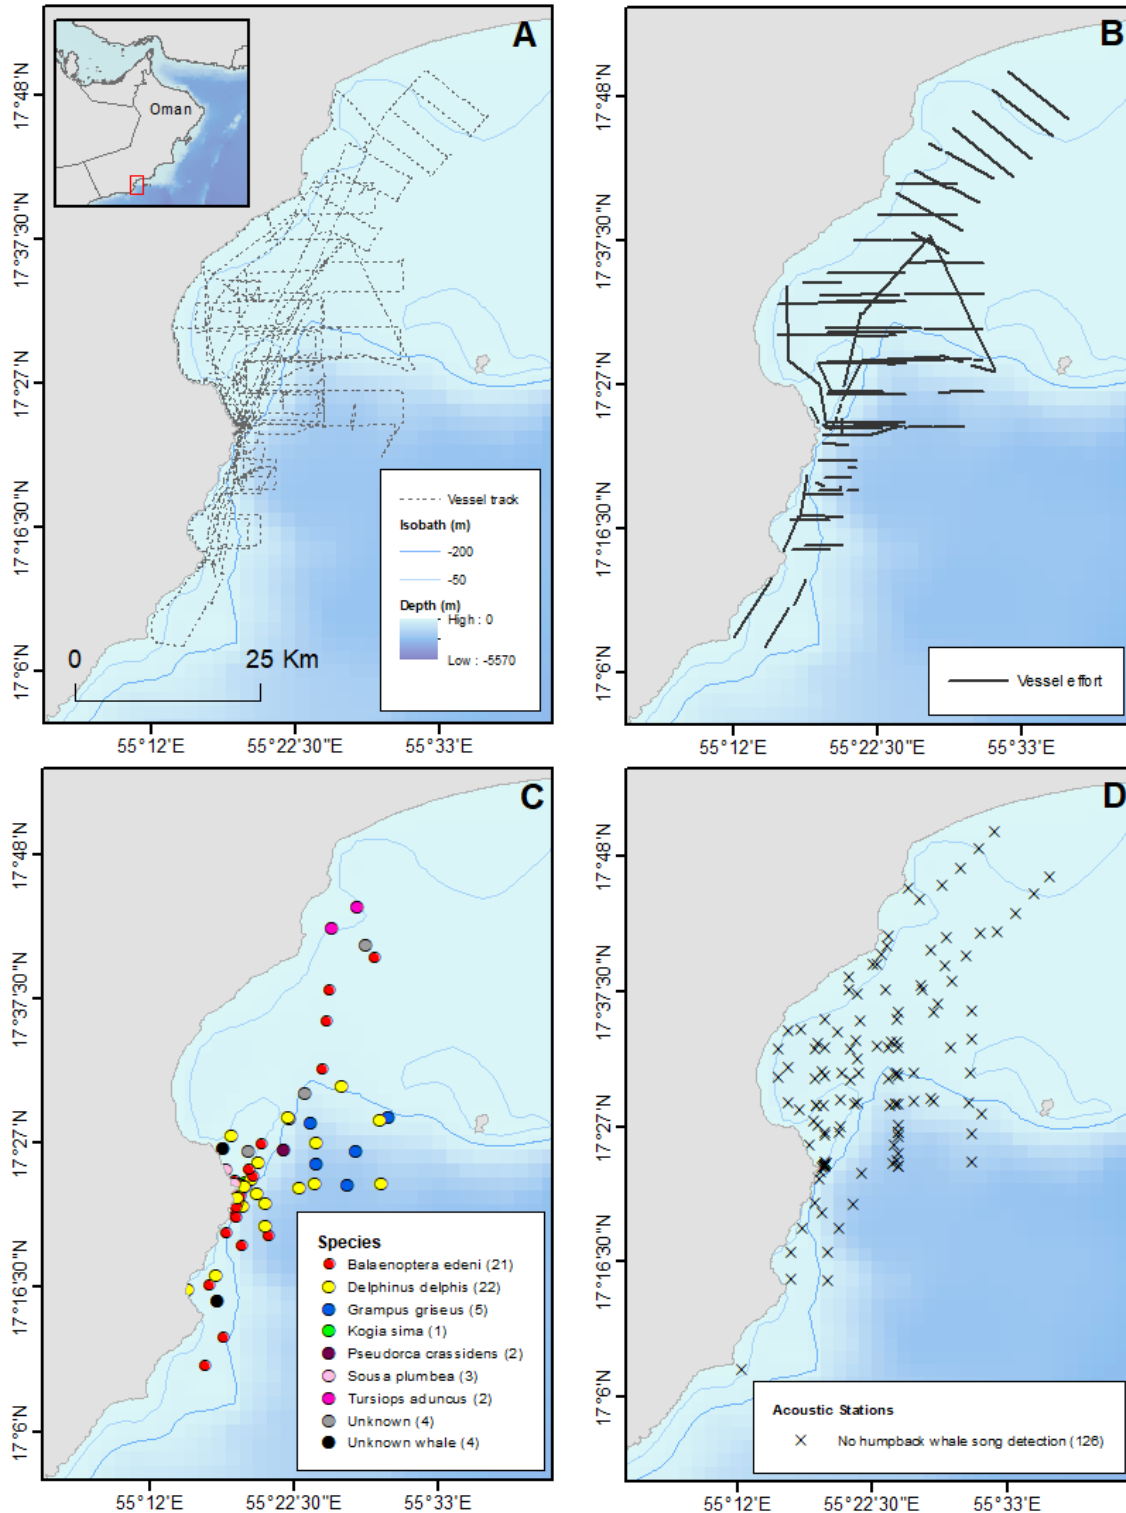 A
Oman
17°48'N
17°37'30"N
17°27'N
17°16'30"N
17°6'N
Vessel track
Isobath (m)
-200
-50
Depth (m)
High : 0
Low : -5570
0 25 Km
55°12'E 55°22'30"E 55°33'E
B
17°48'N
17°37'30"N
17°27'N
17°16'30"N
17°6'N
Vessel effort
55°12'E 55°22'30"E 55°33'E
C
17°48'N
17°37'30"N
17°27'N
17°16'30"N
17°6'N
Species
Balaenoptera edeni (21)
Delphinus delphis (22)
Grampus griseus (5)
Kogia sima (1)
Pseudorca crassidens (2)
Sousa plumbea (3)
Tursiops aduncus (2)
Unknown (4)
Unknown whale (4)
55°12'E 55°22'30"E 55°33'E
D
17°48'N
17°37'30"N
17°27'N
17°16'30"N
17°6'N
Acoustic Stations
No humpback whale song detection (126)
55°12'E 55°22'30"E 55°33'E